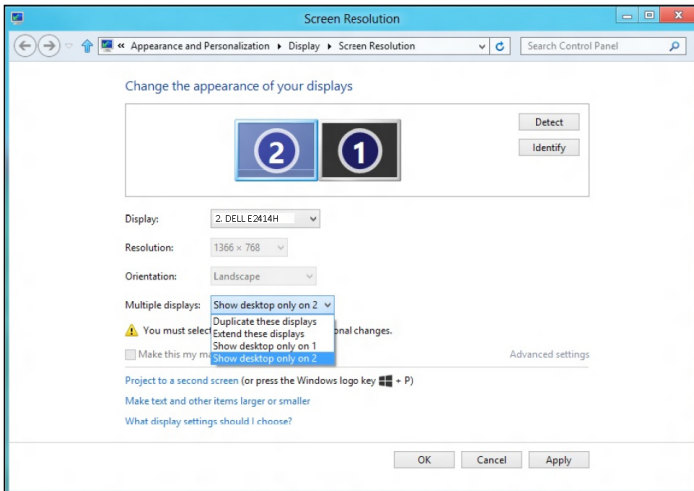 Screen Resolution
« Appearance and Personalization ▸ Display ▸ Screen Resolution Search Control Panel
Change the appearance of your displays
2 1
Detect
Identify
Display: 2. DELL E2414H
Resolution: 1366 × 768
Orientation: Landscape
Multiple displays: Show desktop only on 2
Duplicate these displays
You must select onal changes.
Extend these displays
Show desktop only on 1
Make this my m
Show desktop only on 2
Advanced settings
Project to a second screen (or press the Windows logo key + P)
Make text and other items larger or smaller
What display settings should I choose?
OK Cancel Apply